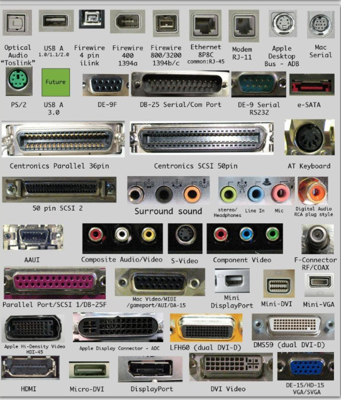 Optical Audio "Toslink"
USB A 1.0/1.1/2.0
Firewire 4 pin iLink
Firewire 400 1394a
Firewire 800/3200 1394b/c
Ethernet 8P8C common:RJ-45
Modem RJ-11
Apple Desktop Bus - ADB
Mac Serial
PS/2
Future
USB A 3.0
DE-9F
DB-25 Serial/Com Port
DE-9 Serial RS232
e-SATA
Centronics Parallel 36pin
Centronics SCSI 50pin
AT Keyboard
50 pin SCSI 2
Surround sound
stereo/Headphones
Line In
Mic
Digital Audio RCA plug style
AAUI
Composite Audio/Video
S-Video
Component Video
F-Connector RF/COAX
Parallel Port/SCSI 1/DB-25F
Mac Video/MIDI /gameport/AUI/DA-15
Mini DisplayPort
Mini-DVI
Mini-VGA
Apple Hi-Density Video HDI-45
Apple Display Connector - ADC
LFH60 (dual DVI-D)
DMS59 (dual DVI-D)
HDMI
Micro-DVI
DisplayPort
DVI Video
DE-15/HD-15 VGA/SVGA